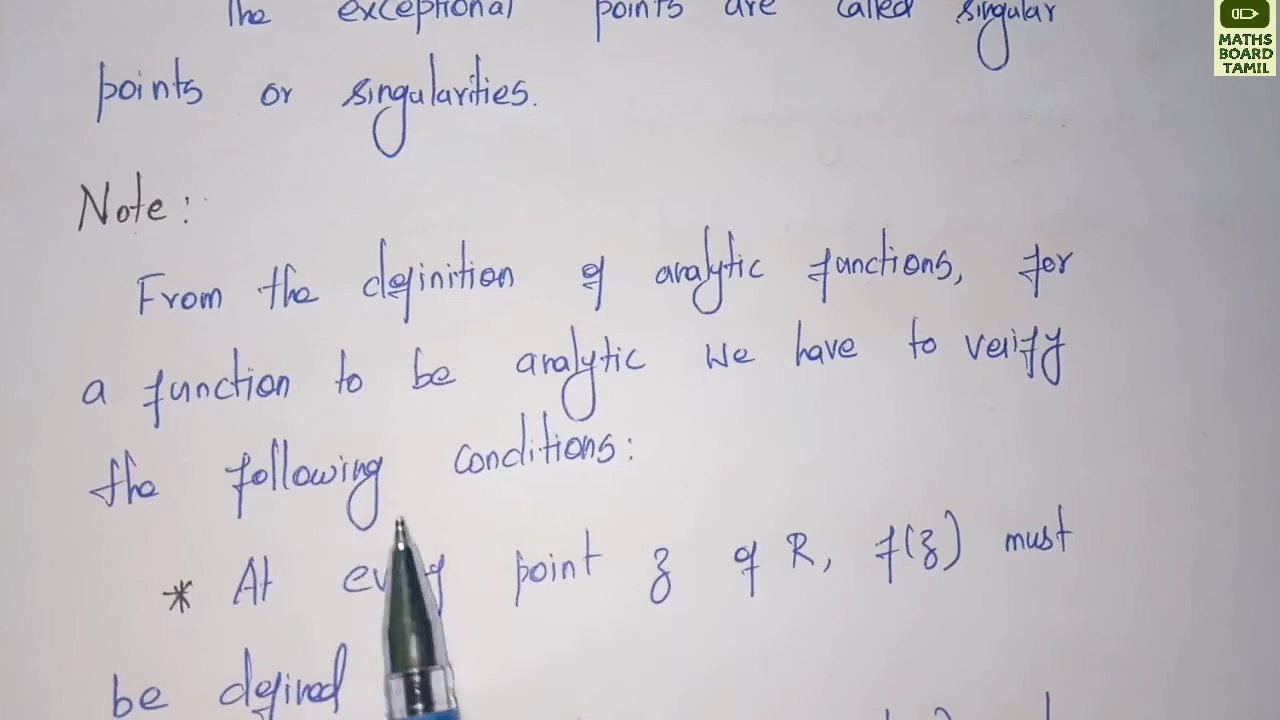 The exceptional points are called singular
points or singularities.
Note:
From the definition of analytic functions, for
a function to be analytic we have to verify
the following conditions:
* At every point z of R, f(z) must
be defined
MATHS
BOARD
TAMIL